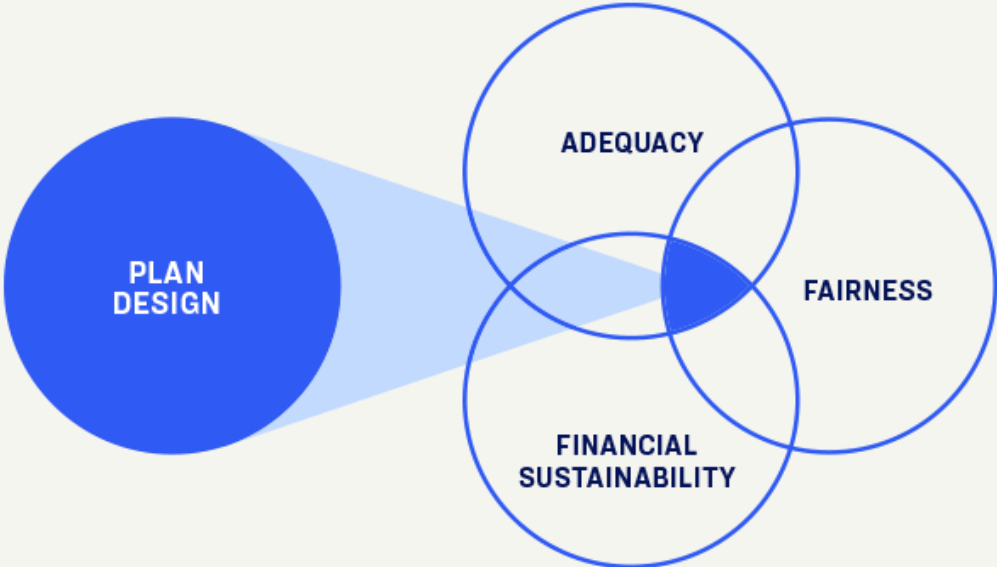 PLAN
DESIGN
ADEQUACY
FAIRNESS
FINANCIAL
SUSTAINABILITY